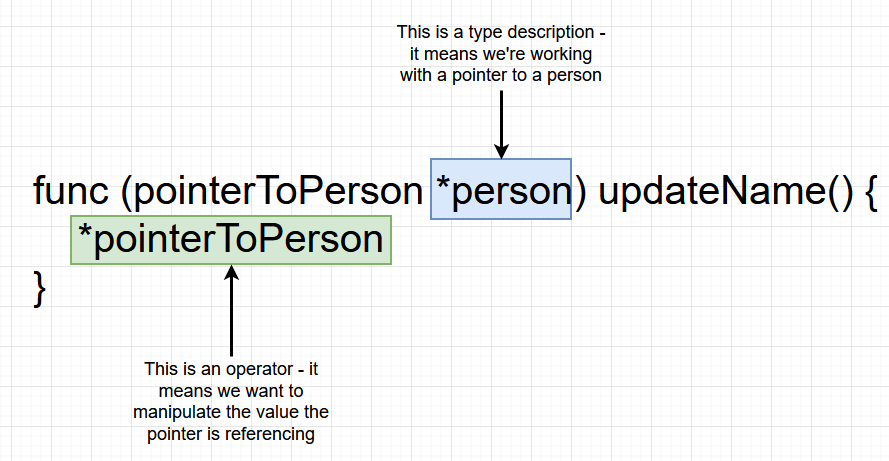 This is a type description -
it means we're working
with a pointer to a person
func (pointerToPerson *person) updateName() {
*pointerToPerson
}
This is an operator - it
means we want to
manipulate the value the
pointer is referencing